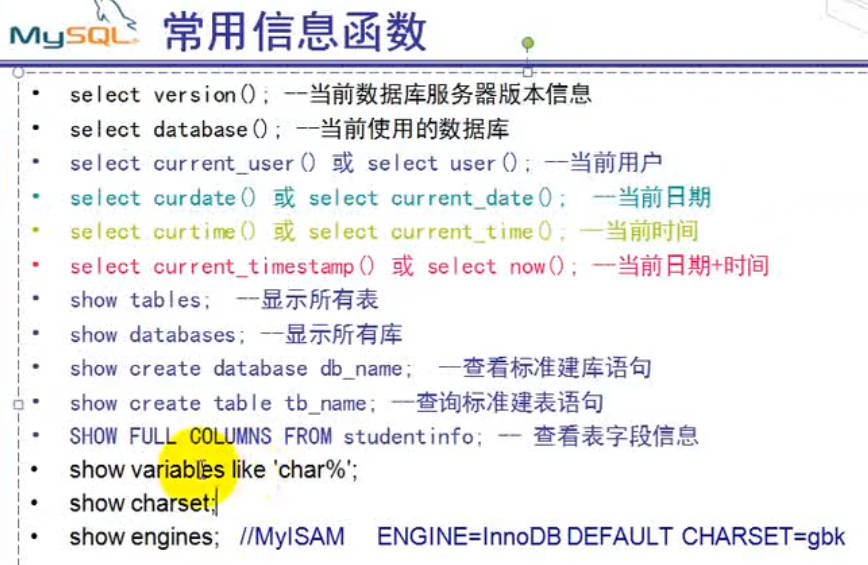 MySQL 常用信息函数
• select version(); --当前数据库服务器版本信息
• select database(); --当前使用的数据库
• select current_user() 或 select user(); --当前用户
• select curdate() 或 select current_date(); --当前日期
• select curtime() 或 select current_time(); --当前时间
• select current_timestamp() 或 select now(); --当前日期+时间
• show tables; --显示所有表
• show databases; --显示所有库
• show create database db_name; --查看标准建库语句
• show create table tb_name; --查询标准建表语句
• SHOW FULL COLUMNS FROM studentinfo; -- 查看表字段信息
• show variables like 'char%';
• show charset;
• show engines; //MyISAM ENGINE=InnoDB DEFAULT CHARSET=gbk